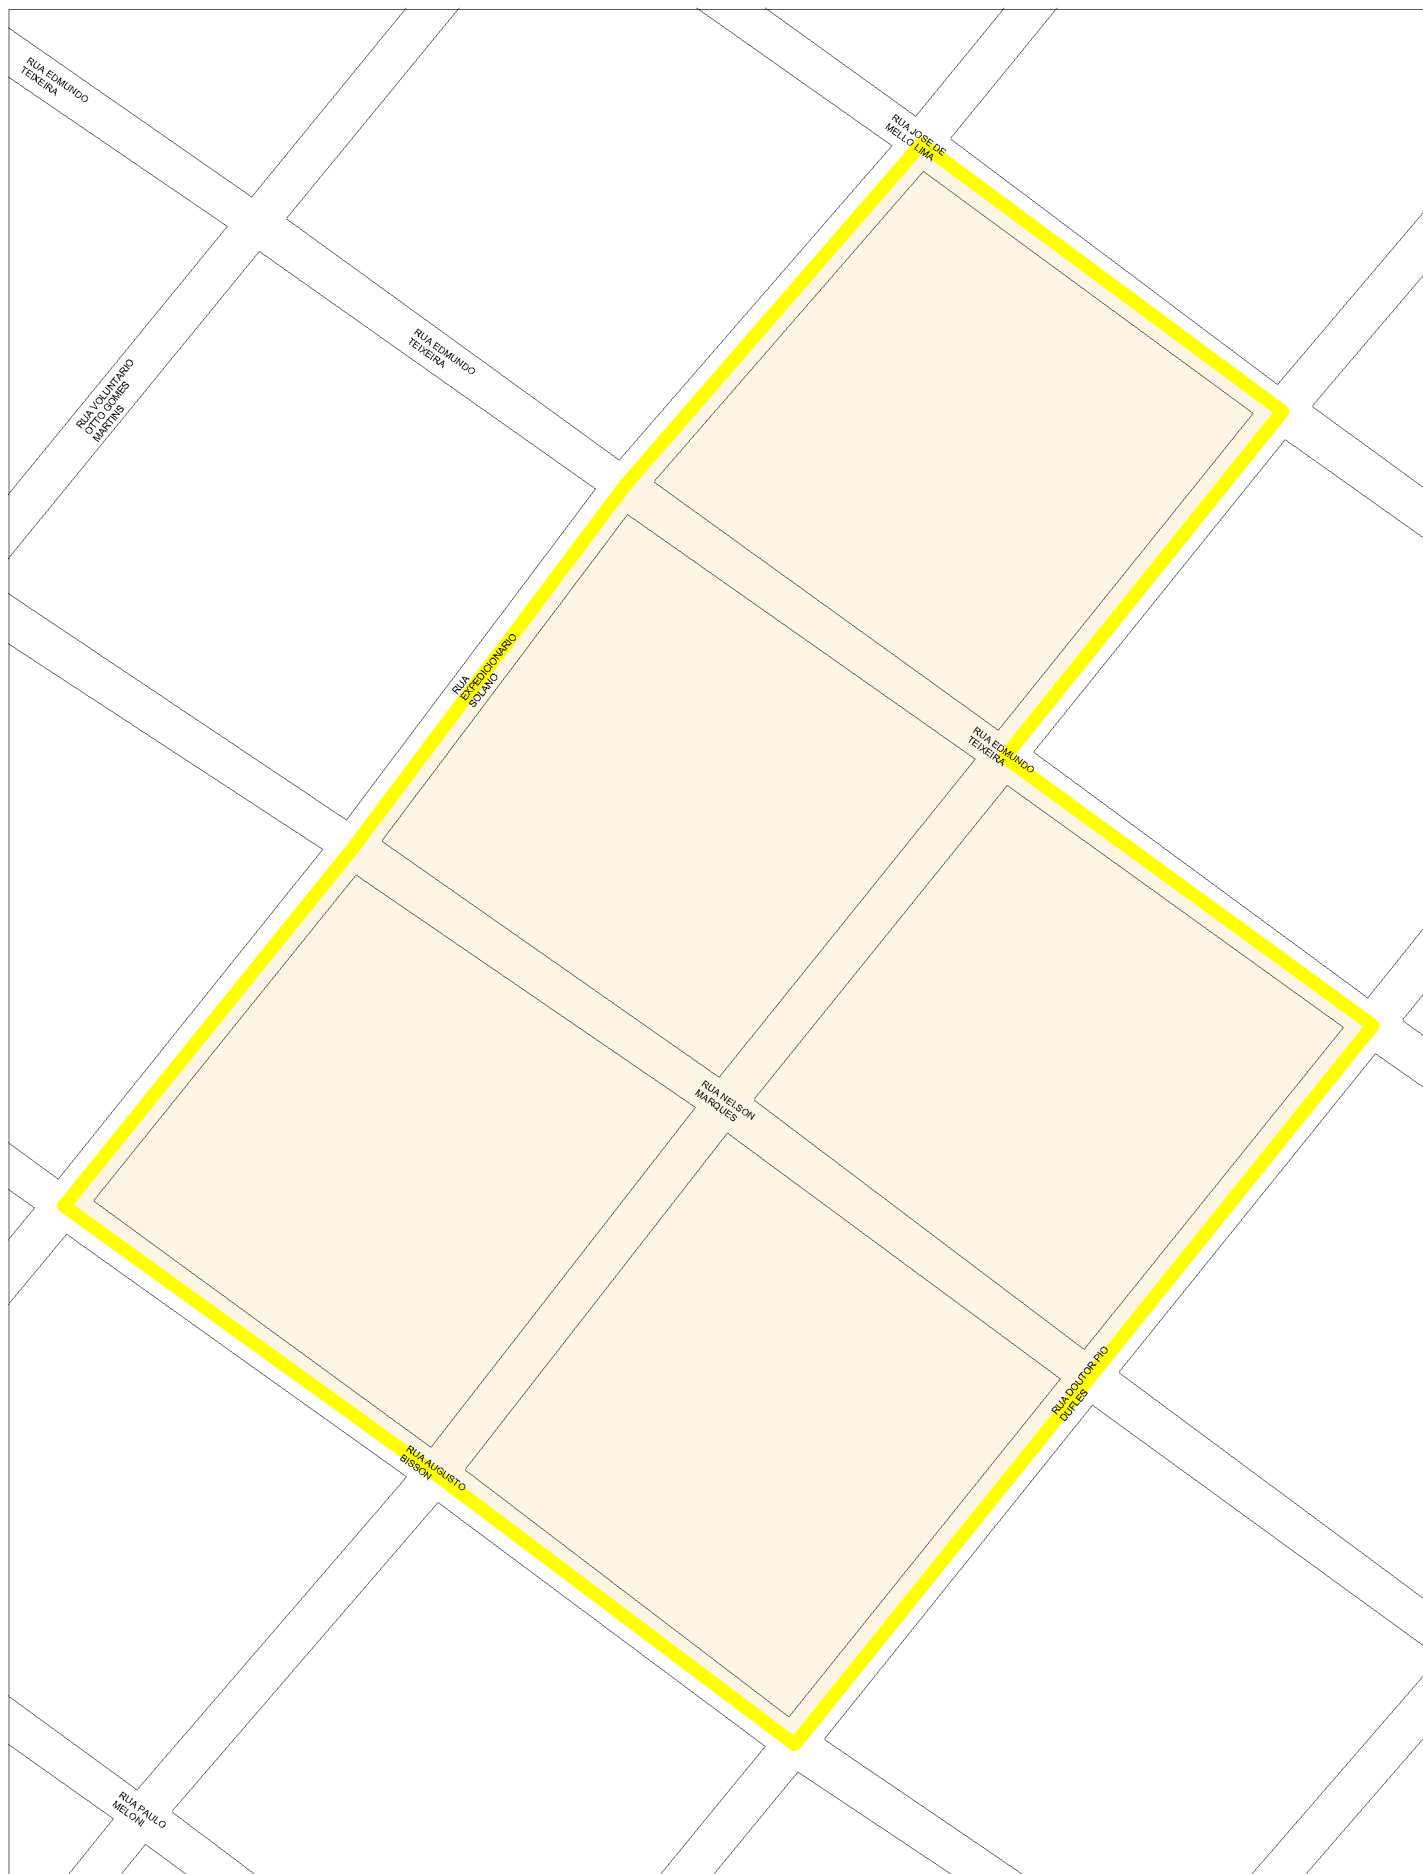 RUA EDMUNDO
TEIXEIRA
RUA JOSE DE
MELLO LIMA
RUA EDMUNDO
TEIXEIRA
RUA VOLUNTARIO
OTTO GOMES
MARTINS
RUA
EXPEDICIONARIO
SOLANO
RUA EDMUNDO
TEIXEIRA
RUA NELSON
MARQUES
RUA DOUTOR PIO
DUFLES
RUA AUGUSTO
BISSON
RUA PAULO
MELONI